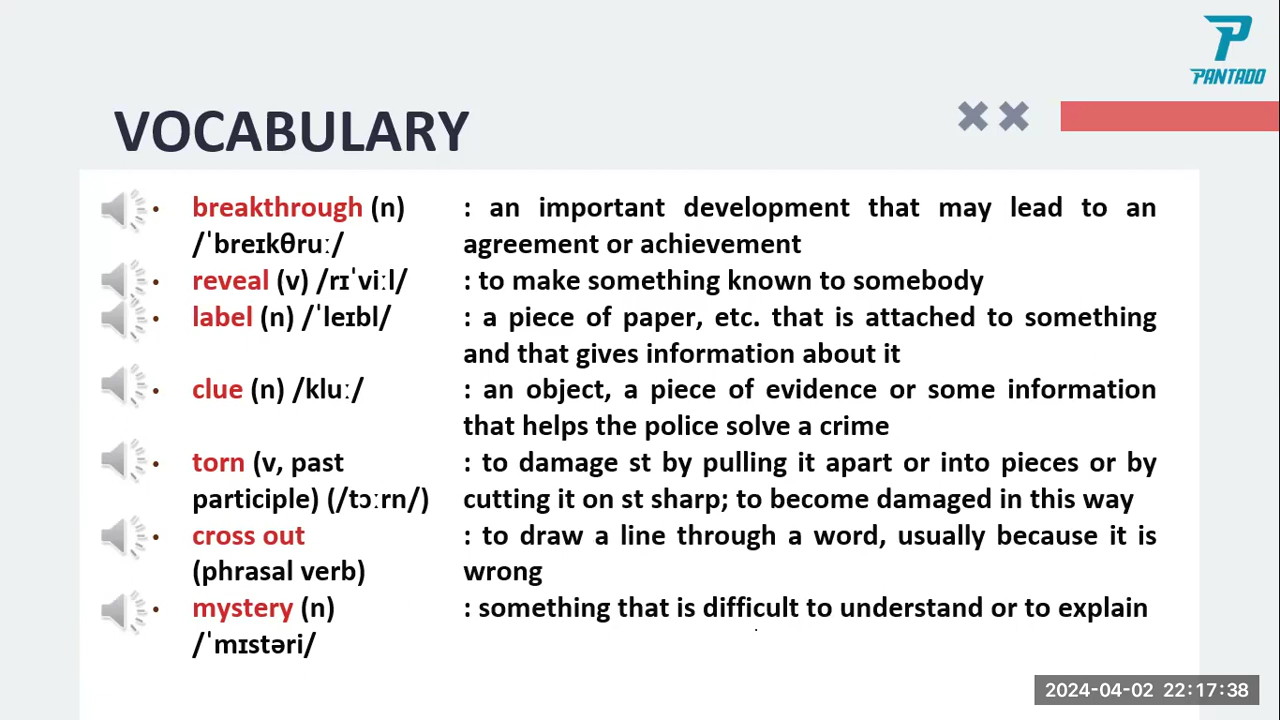 PANTADO
VOCABULARY
• breakthrough (n) : an important development that may lead to an
/ˈbreɪkθruː/ agreement or achievement
• reveal (v) /rɪˈviːl/ : to make something known to somebody
• label (n) /ˈleɪbl/ : a piece of paper, etc. that is attached to something
and that gives information about it
• clue (n) /kluː/ : an object, a piece of evidence or some information
that helps the police solve a crime
• torn (v, past : to damage st by pulling it apart or into pieces or by
participle) (/tɔːrn/) cutting it on st sharp; to become damaged in this way
• cross out : to draw a line through a word, usually because it is
(phrasal verb) wrong
• mystery (n) : something that is difficult to understand or to explain
/ˈmɪstəri/
2024-04-02 22:17:38